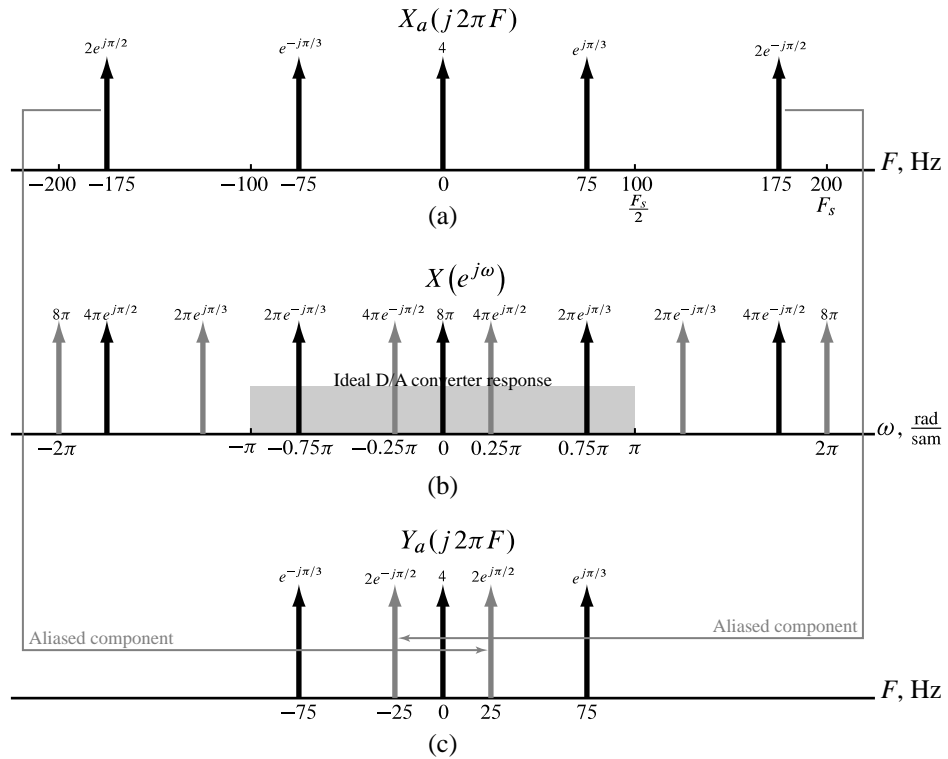 X_a(j2πF)
2e^{jπ/2} e^{-jπ/3} 4 e^{jπ/3} 2e^{-jπ/2}
F, Hz
−200 −175 −100 −75 0 75 100 175 200
F_s/2 F_s
(a)
X(e^{jω})
8π 4πe^{jπ/2} 2πe^{jπ/3} 2πe^{-jπ/3} 4πe^{-jπ/2} 8π 4πe^{jπ/2} 2πe^{jπ/3} 2πe^{-jπ/3} 4πe^{-jπ/2} 8π
Ideal D/A converter response
ω, rad/sam
−2π −π −0.75π −0.25π 0 0.25π 0.75π π 2π
(b)
Y_a(j2πF)
e^{-jπ/3} 2e^{-jπ/2} 4 2e^{jπ/2} e^{jπ/3}
Aliased component Aliased component
F, Hz
−75 −25 0 25 75
(c)